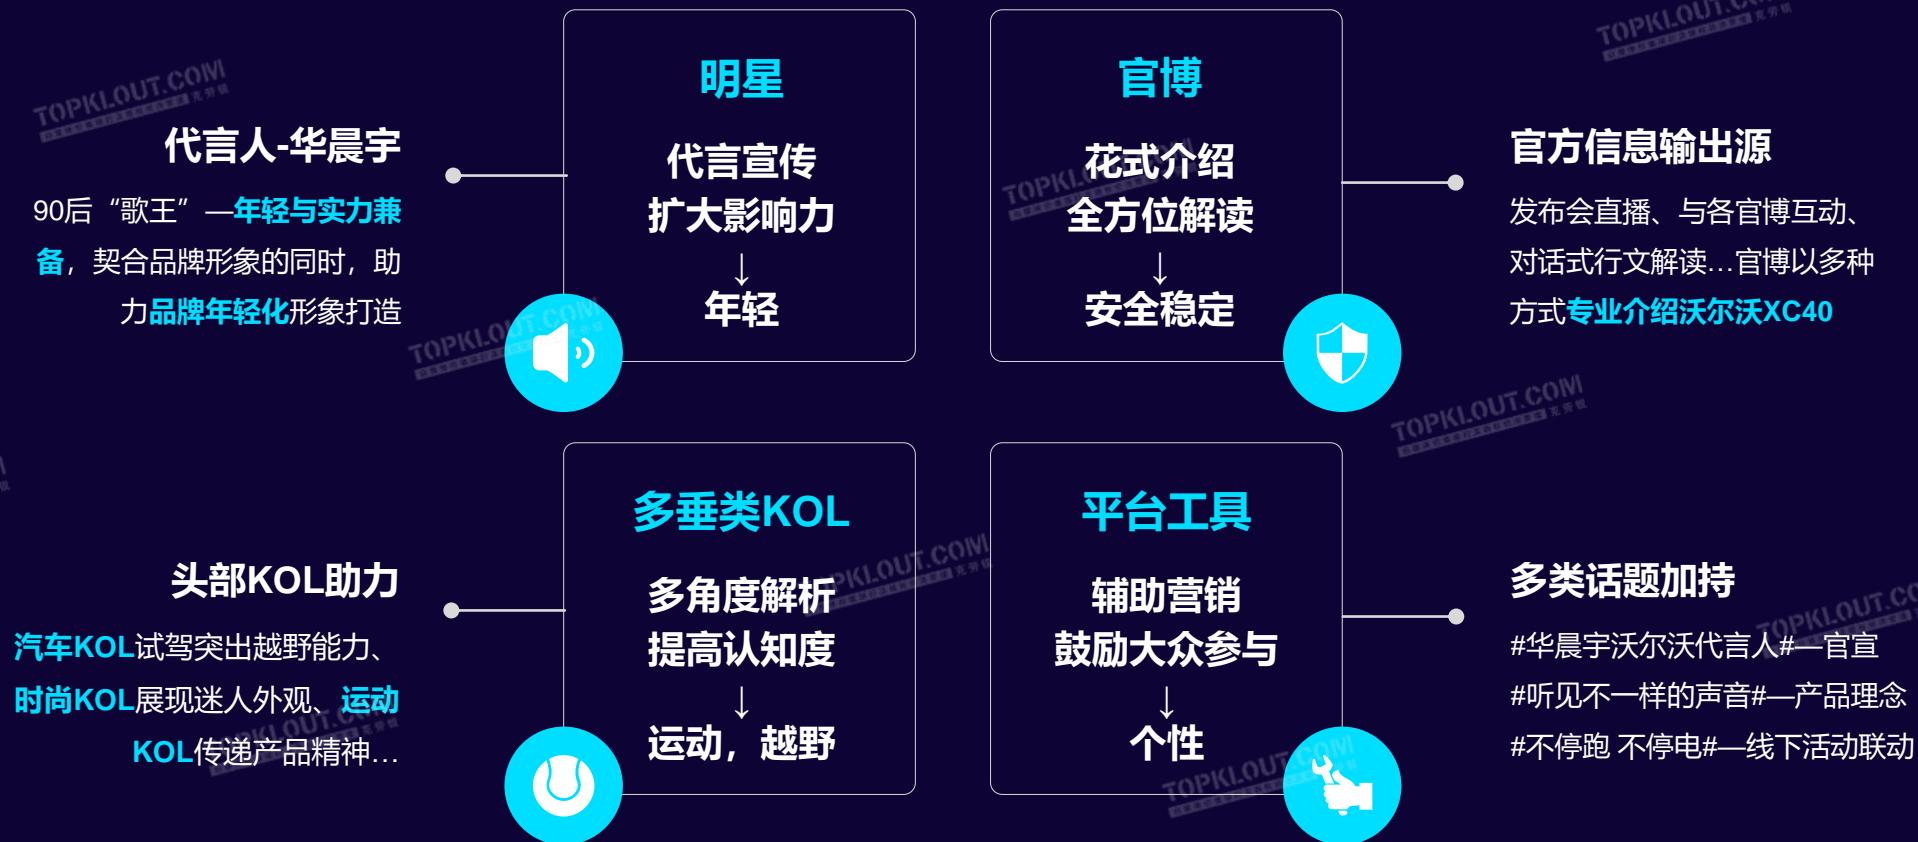 明星
代言宣传
扩大影响力
↓
年轻
代言人-华晨宇
90后“歌王”—年轻与实力兼
备，契合品牌形象的同时，助
力品牌年轻化形象打造
官博
花式介绍
全方位解读
↓
安全稳定
官方信息输出源
发布会直播、与各官博互动、
对话式行文解读…官博以多种
方式专业介绍沃尔沃XC40
多垂类KOL
多角度解析
提高认知度
↓
运动，越野
头部KOL助力
汽车KOL试驾突出越野能力、
时尚KOL展现迷人外观、运动
KOL传递产品精神…
平台工具
辅助营销
鼓励大众参与
↓
个性
多类话题加持
#华晨宇沃尔沃代言人#—官宣
#听见不一样的声音#—产品理念
#不停跑 不停电#—线下活动联动
TOPKLOUT.COM
克劳锐